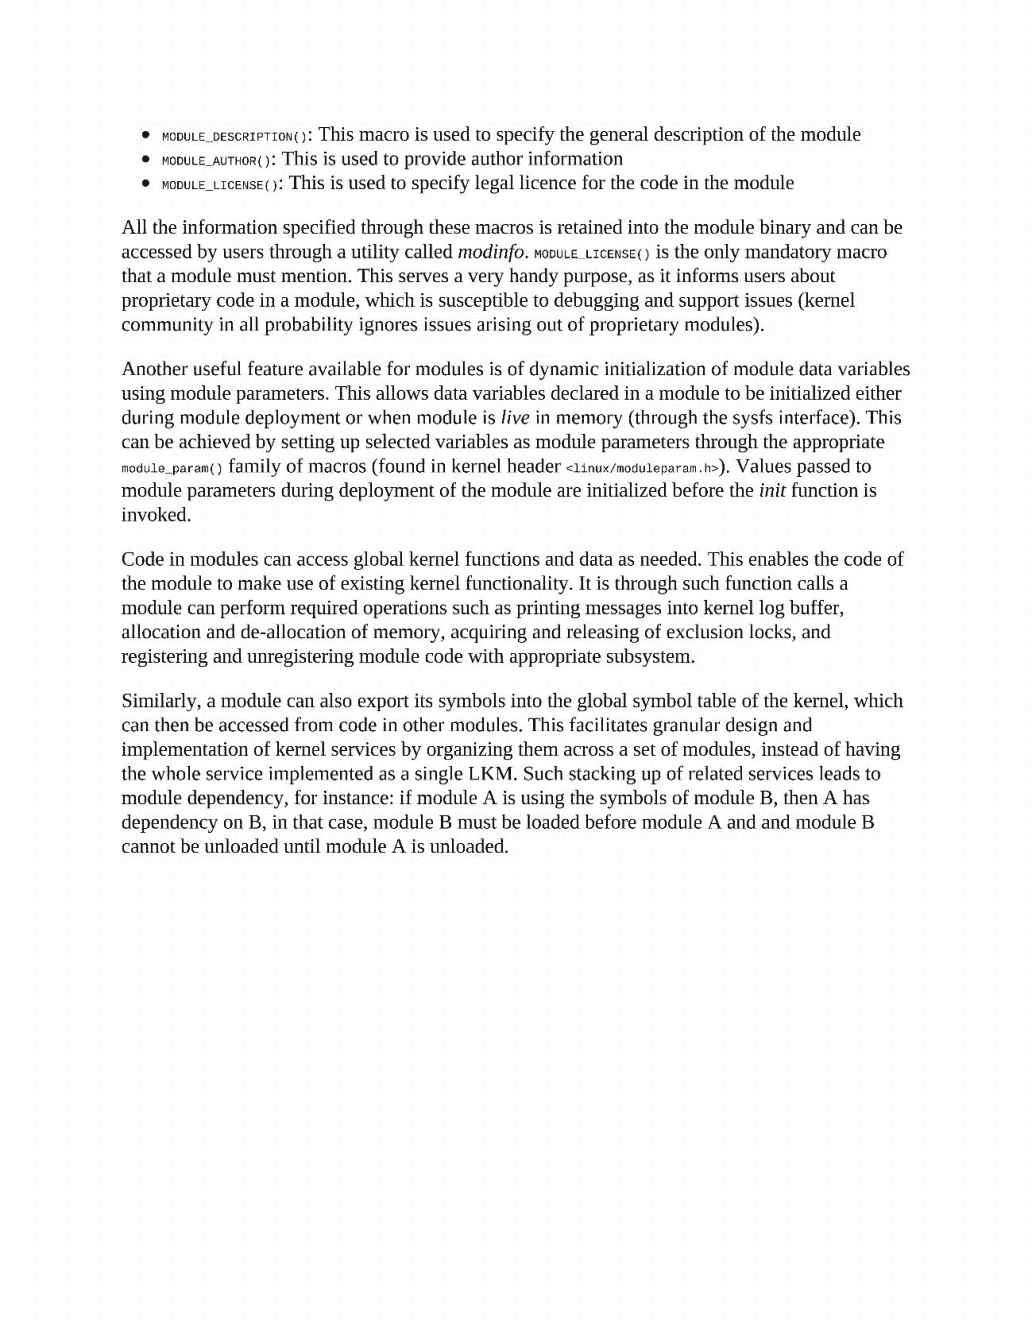 • MODULE_DESCRIPTION(): This macro is used to specify the general description of the module
• MODULE_AUTHOR(): This is used to provide author information
• MODULE_LICENSE(): This is used to specify legal licence for the code in the module
All the information specified through these macros is retained into the module binary and can be
accessed by users through a utility called modinfo. MODULE_LICENSE() is the only mandatory macro
that a module must mention. This serves a very handy purpose, as it informs users about
proprietary code in a module, which is susceptible to debugging and support issues (kernel
community in all probability ignores issues arising out of proprietary modules).
Another useful feature available for modules is of dynamic initialization of module data variables
using module parameters. This allows data variables declared in a module to be initialized either
during module deployment or when module is live in memory (through the sysfs interface). This
can be achieved by setting up selected variables as module parameters through the appropriate
module_param() family of macros (found in kernel header <linux/moduleparam.h>). Values passed to
module parameters during deployment of the module are initialized before the init function is
invoked.
Code in modules can access global kernel functions and data as needed. This enables the code of
the module to make use of existing kernel functionality. It is through such function calls a
module can perform required operations such as printing messages into kernel log buffer,
allocation and de-allocation of memory, acquiring and releasing of exclusion locks, and
registering and unregistering module code with appropriate subsystem.
Similarly, a module can also export its symbols into the global symbol table of the kernel, which
can then be accessed from code in other modules. This facilitates granular design and
implementation of kernel services by organizing them across a set of modules, instead of having
the whole service implemented as a single LKM. Such stacking up of related services leads to
module dependency, for instance: if module A is using the symbols of module B, then A has
dependency on B, in that case, module B must be loaded before module A and and module B
cannot be unloaded until module A is unloaded.